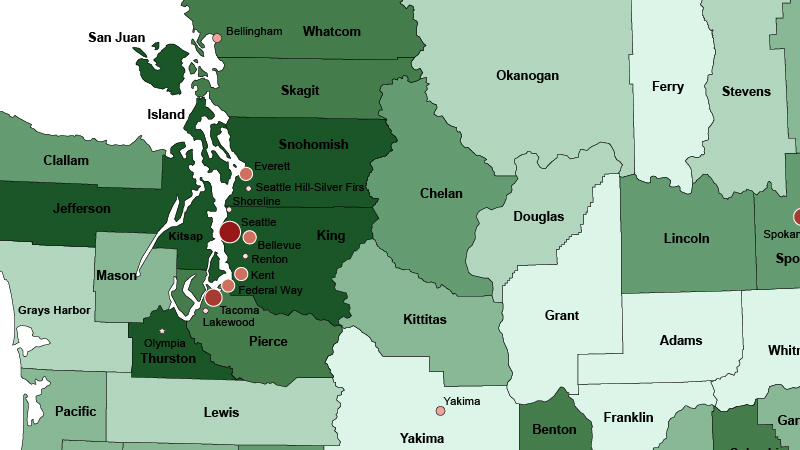 San Juan
Bellingham
Whatcom
Okanogan
Ferry
Stevens
Skagit
Island
Snohomish
Clallam
Everett
Seattle Hill-Silver Firs
Chelan
Shoreline
Jefferson
Douglas
Seattle
Kitsap
King
Bellevue
Lincoln
Spokan
Renton
Spo
Mason
Kent
Federal Way
Grays Harbor
Tacoma
Lakewood
Kittitas
Grant
Olympia
Pierce
Adams
Thurston
Whitm
Yakima
Pacific
Lewis
Franklin
Benton
Gar
Yakima